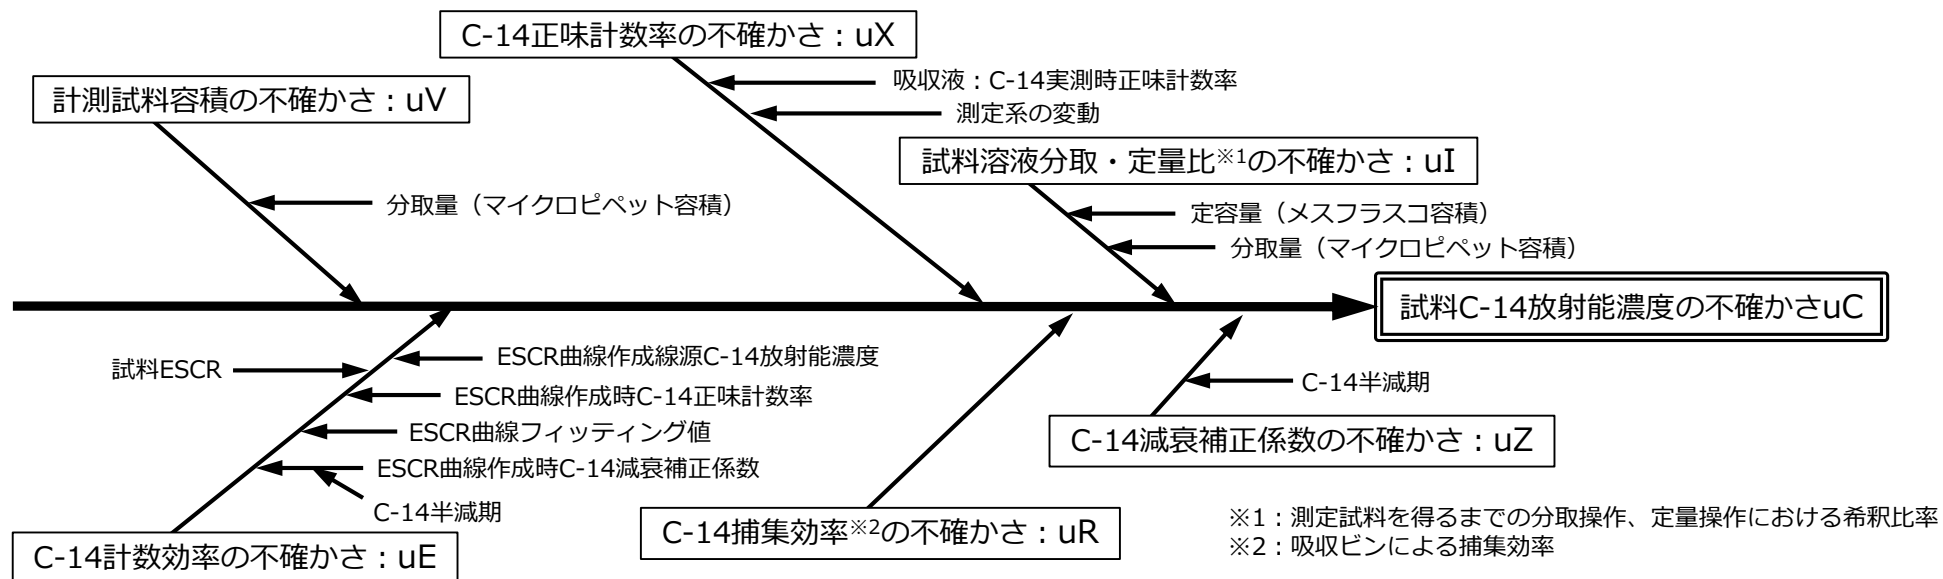 C-14正味計数率の不確かさ：uX
吸収液：C-14実測時正味計数率
測定系の変動
計測試料容積の不確かさ：uV
分取量（マイクロピペット容積）
試料溶液分取・定量比※1の不確かさ：uI
定容量（メスフラスコ容積）
分取量（マイクロピペット容積）
試料C-14放射能濃度の不確かさuC
試料ESCR
ESCR曲線作成線源C-14放射能濃度
ESCR曲線作成時C-14正味計数率
ESCR曲線フィッティング値
ESCR曲線作成時C-14減衰補正係数
C-14半減期
C-14計数効率の不確かさ：uE
C-14捕集効率※2の不確かさ：uR
C-14半減期
C-14減衰補正係数の不確かさ：uZ
※1：測定試料を得るまでの分取操作、定量操作における希釈比率
※2：吸収ビンによる捕集効率